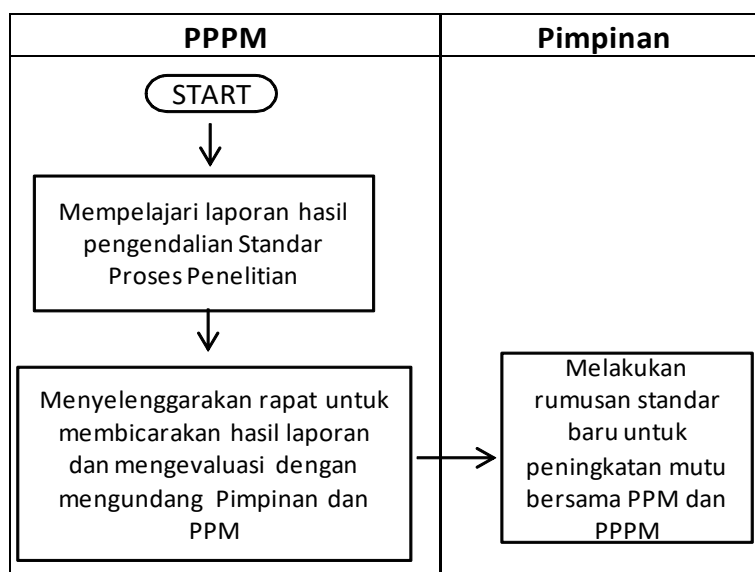 PPPM
Pimpinan
START
Mempelajari laporan hasil
pengendalian Standar
Proses Penelitian
Menyelenggarakan rapat untuk
membicarakan hasil laporan
dan mengevaluasi dengan
mengundang Pimpinan dan
PPM
Melakukan
rumusan standar
baru untuk
peningkatan mutu
bersama PPM dan
PPPM